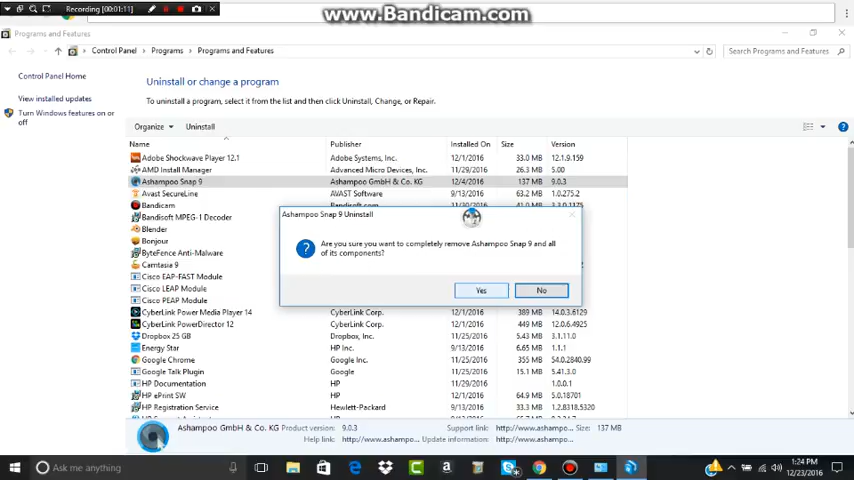 www.Bandicam.com
Recording [00:01:11]
Programs and Features
Control Panel > Programs > Programs and Features
Search Programs and Features
Control Panel Home
View installed updates
Turn Windows features on or off
Uninstall or change a program
To uninstall a program, select it from the list and then click Uninstall, Change, or Repair.
Organize Uninstall
Name Publisher Installed On Size Version
Adobe Shockwave Player 12.1 Adobe Systems, Inc. 12/1/2016 33.0 MB 12.1.9.159
AMD Install Manager Advanced Micro Devices, Inc. 11/29/2016 26.3 MB 5.00
Ashampoo Snap 9 Ashampoo GmbH & Co. KG 12/4/2016 137 MB 9.0.3
Avast SecureLine AVAST Software 9/13/2016 63.2 MB 1.0.275.2
Bandicam
Bandisoft MPEG-1 Decoder
Blender
Bonjour
ByteFence Anti-Malware
Camtasia 9
Cisco EAP-FAST Module
Cisco LEAP Module
Cisco PEAP Module
Ashampoo Snap 9 Uninstall
Are you sure you want to completely remove Ashampoo Snap 9 and all
of its components?
Yes No
CyberLink Power Media Player 14 CyberLink Corp. 12/1/2016 389 MB 14.0.3.6129
CyberLink PowerDirector 12 CyberLink Corp. 12/1/2016 449 MB 12.0.6.4925
Dropbox 25 GB Dropbox, Inc. 9/13/2016 5.43 MB 3.1.11.0
Energy Star HP Inc. 9/13/2016 6.65 MB 1.1.1
Google Chrome Google Inc. 11/25/2016 54.0.2840.99
Google Talk Plugin Google 11/25/2016 15.1 MB 5.41.3.0
HP Documentation HP 11/29/2016 1.0.0.1
HP ePrint SW HP 11/25/2016 64.9 MB 5.0.18701
HP Registration Service Hewlett-Packard 9/13/2016 33.3 MB 1.2.8318.5320
Ashampoo GmbH & Co. KG Product version: 9.0.3 Support link: http://www.ashampo... Size: 137 MB
Help link: http://www.ashampo... Update information: http://www.ashampo...
Ask me anything
1:24 PM
12/23/2016